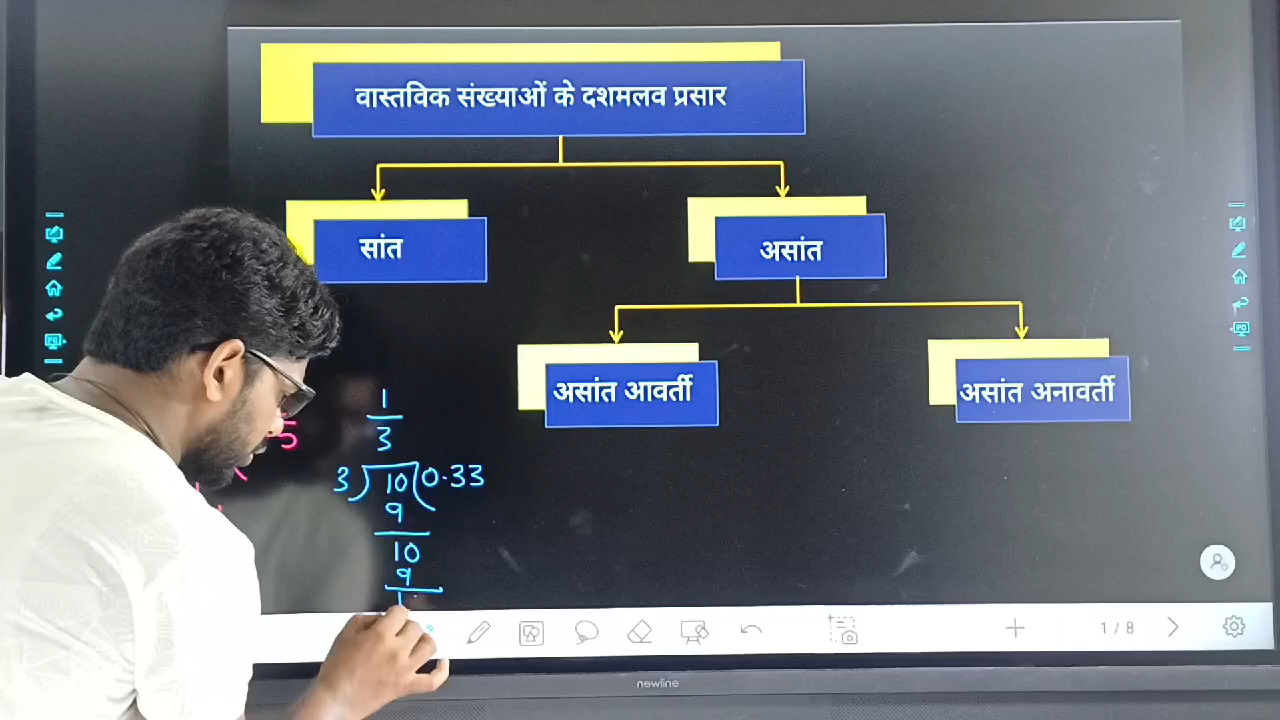 वास्तविक संख्याओं के दशमलव प्रसार
सांत
असांत
असांत आवर्ती
असांत अनावर्ती
5
1
3
3 10 0.33
9
10
9
1
1 / 8
newline